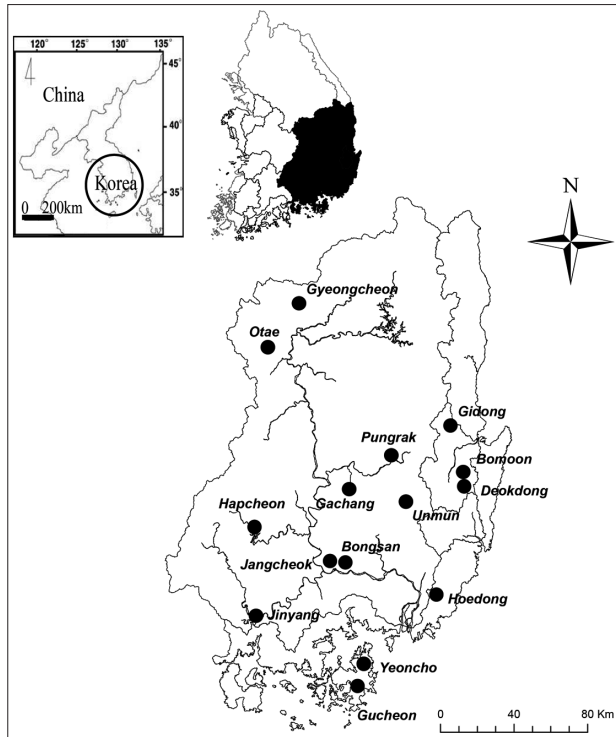 120° 125° 130° 135°
45°
China
40°
Korea
35°
0 200km
N
Gyeongcheon
Otae
Gidong
Pungrak
Bomoon
Gachang
Deokdong
Unmun
Hapcheon
Jangcheok
Bongsan
Hoedong
Jinyang
Yeoncho
Gucheon
0 20 40 80 Km